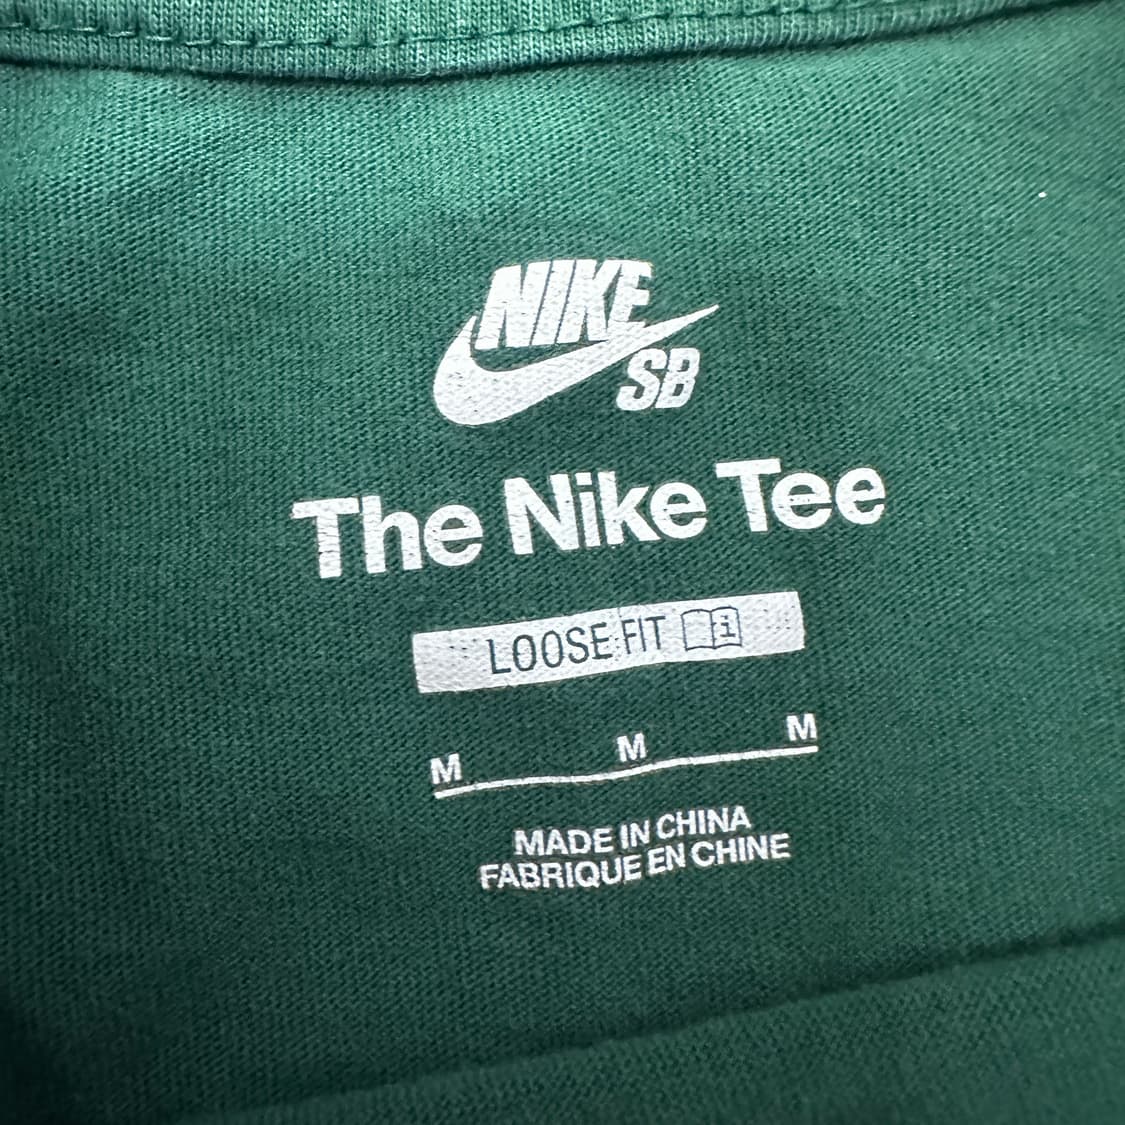 NIKE
SB
The Nike Tee
LOOSE FIT
M M M
MADE IN CHINA
FABRIQUE EN CHINE